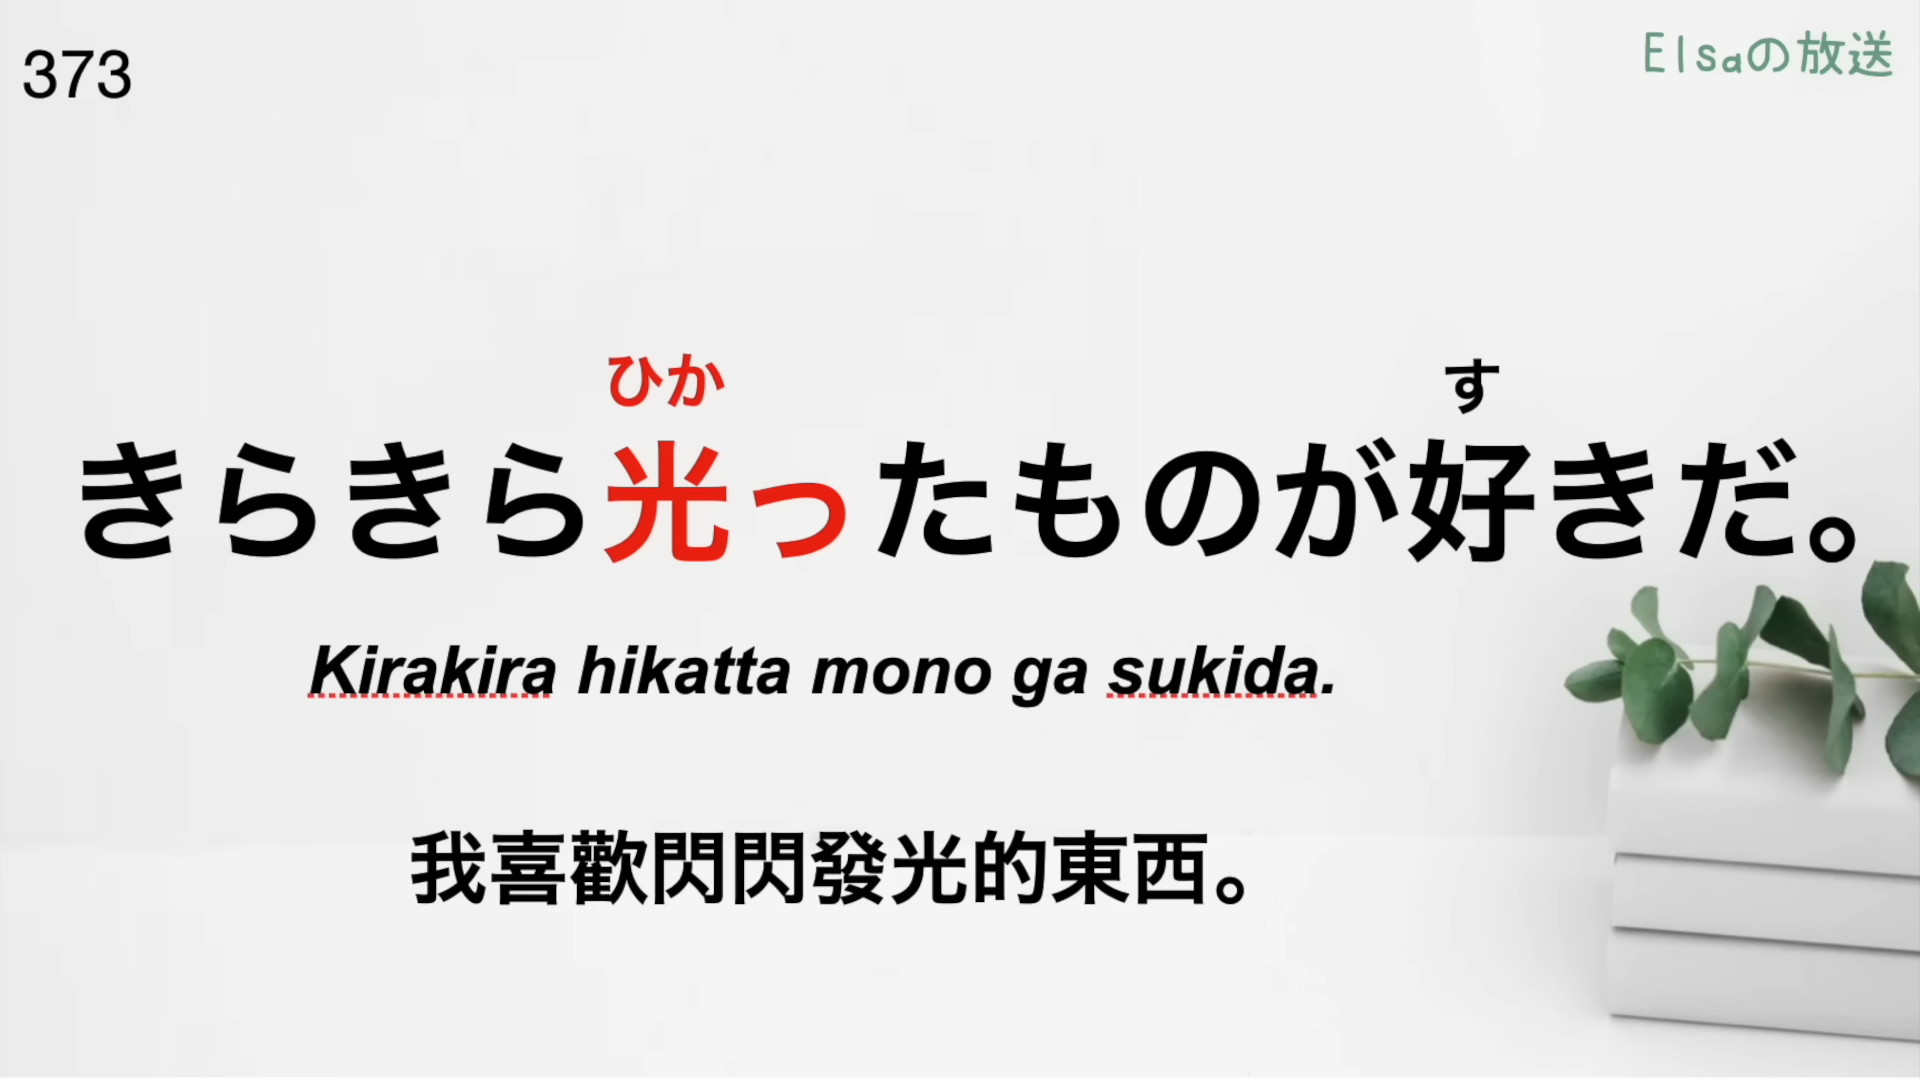 373
Elsaの放送
ひか す
きらきら光ったものが好きだ。
Kirakira hikatta mono ga sukida.
我喜歡閃閃發光的東西。